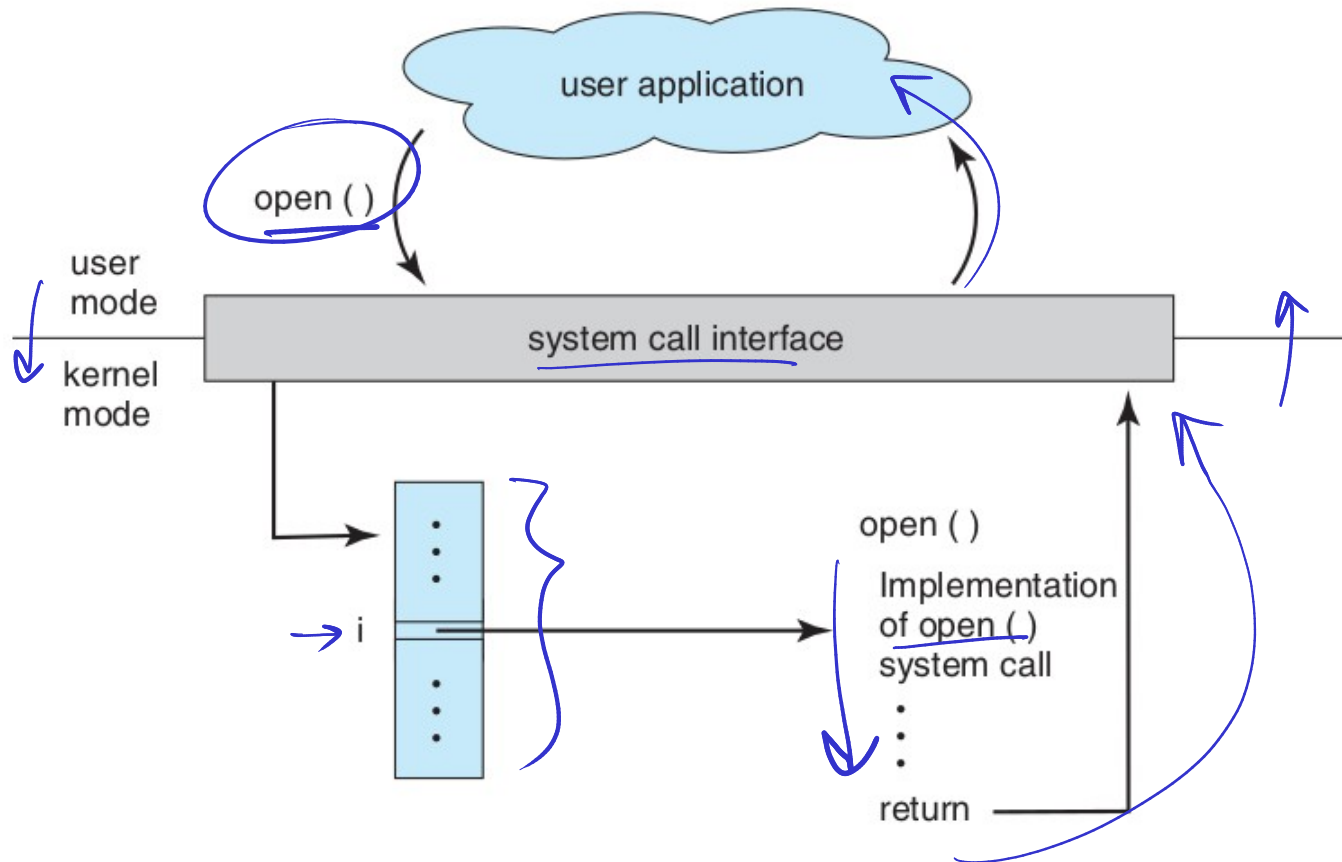 user application
open ( )
user
mode
system call interface
kernel
mode
open ( )
i
Implementation
of open ( )
system call
return